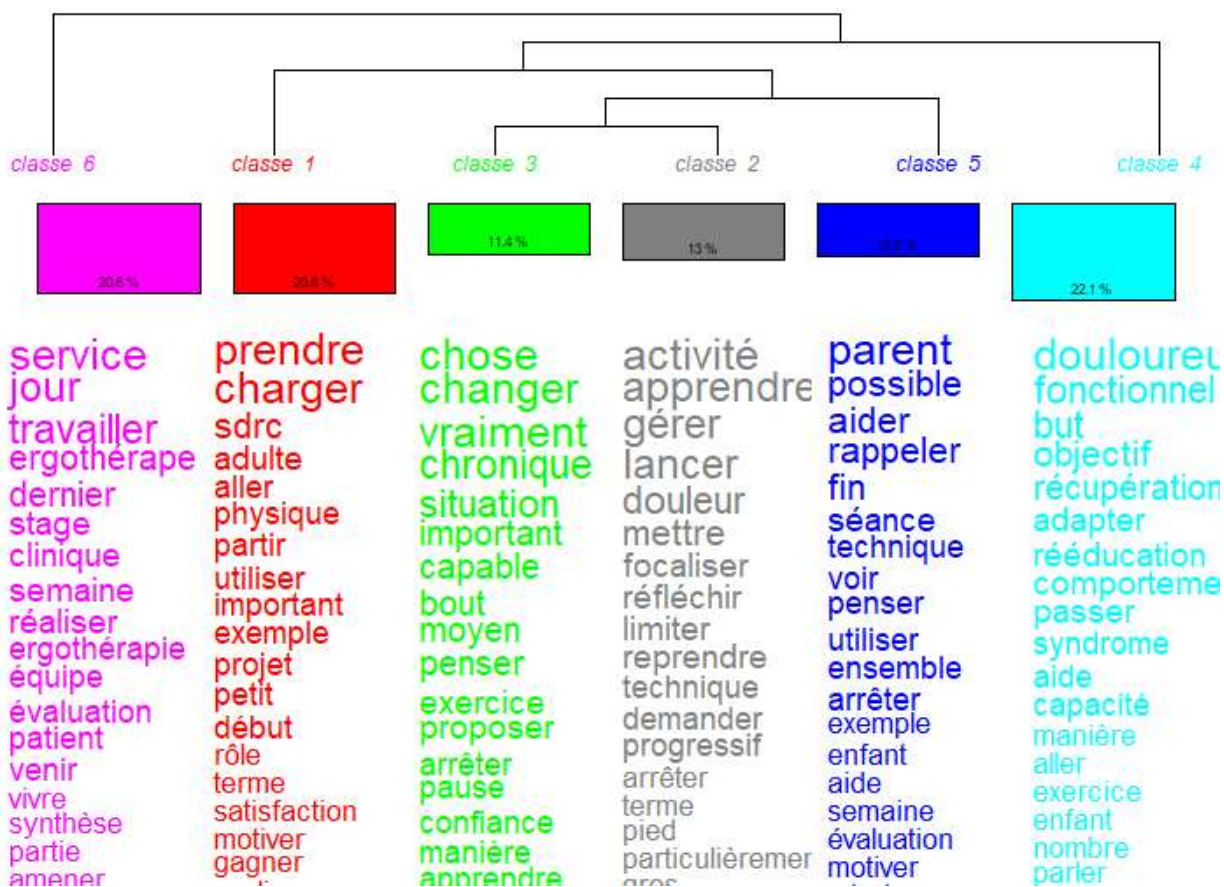 classe 6
classe 1
classe 3
classe 2
classe 5
classe 4
20.6 %
20.6 %
11.4 %
13 %
22.1 %
service
jour
travailler
ergothérape
dernier
stage
clinique
semaine
réaliser
ergothérapie
équipe
évaluation
patient
venir
vivre
synthèse
partie
amener
prendre
charger
sdrc
adulte
aller
physique
partir
utiliser
important
exemple
projet
petit
début
rôle
terme
satisfaction
motiver
gagner
chose
changer
vraiment
chronique
situation
important
capable
bout
moyen
penser
exercice
proposer
arrêter
pause
confiance
manière
apprendre
activité
apprendre
gérer
lancer
douleur
mettre
focaliser
réfléchir
limiter
reprendre
technique
demander
progressif
arrêter
terme
pied
particulièremer
gros
parent
possible
aider
rappeler
fin
séance
technique
voir
penser
utiliser
ensemble
arrêter
exemple
enfant
aide
semaine
évaluation
motiver
douloureu
fonctionnel
but
objectif
récupération
adapter
rééducation
comporteme
passer
syndrome
aide
capacité
manière
aller
exercice
enfant
nombre
parler